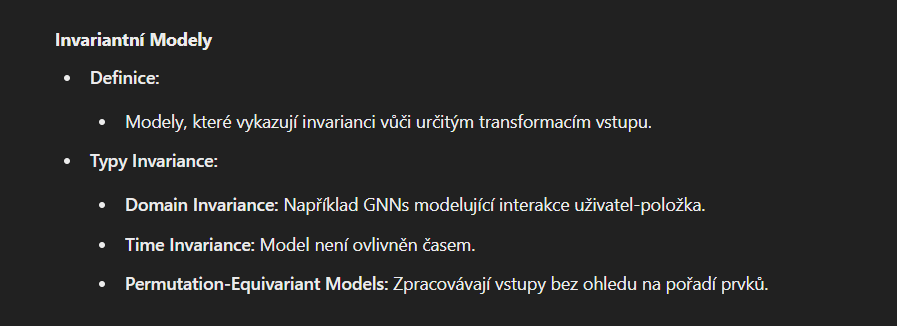 Invariantní Modely
• Definice:
• Modely, které vykazují invarianci vůči určitým transformacím vstupu.
• Typy Invariance:
• Domain Invariance: Například GNNs modelující interakce uživatel-položka.
• Time Invariance: Model není ovlivněn časem.
• Permutation-Equivariant Models: Zpracovávají vstupy bez ohledu na pořadí prvků.